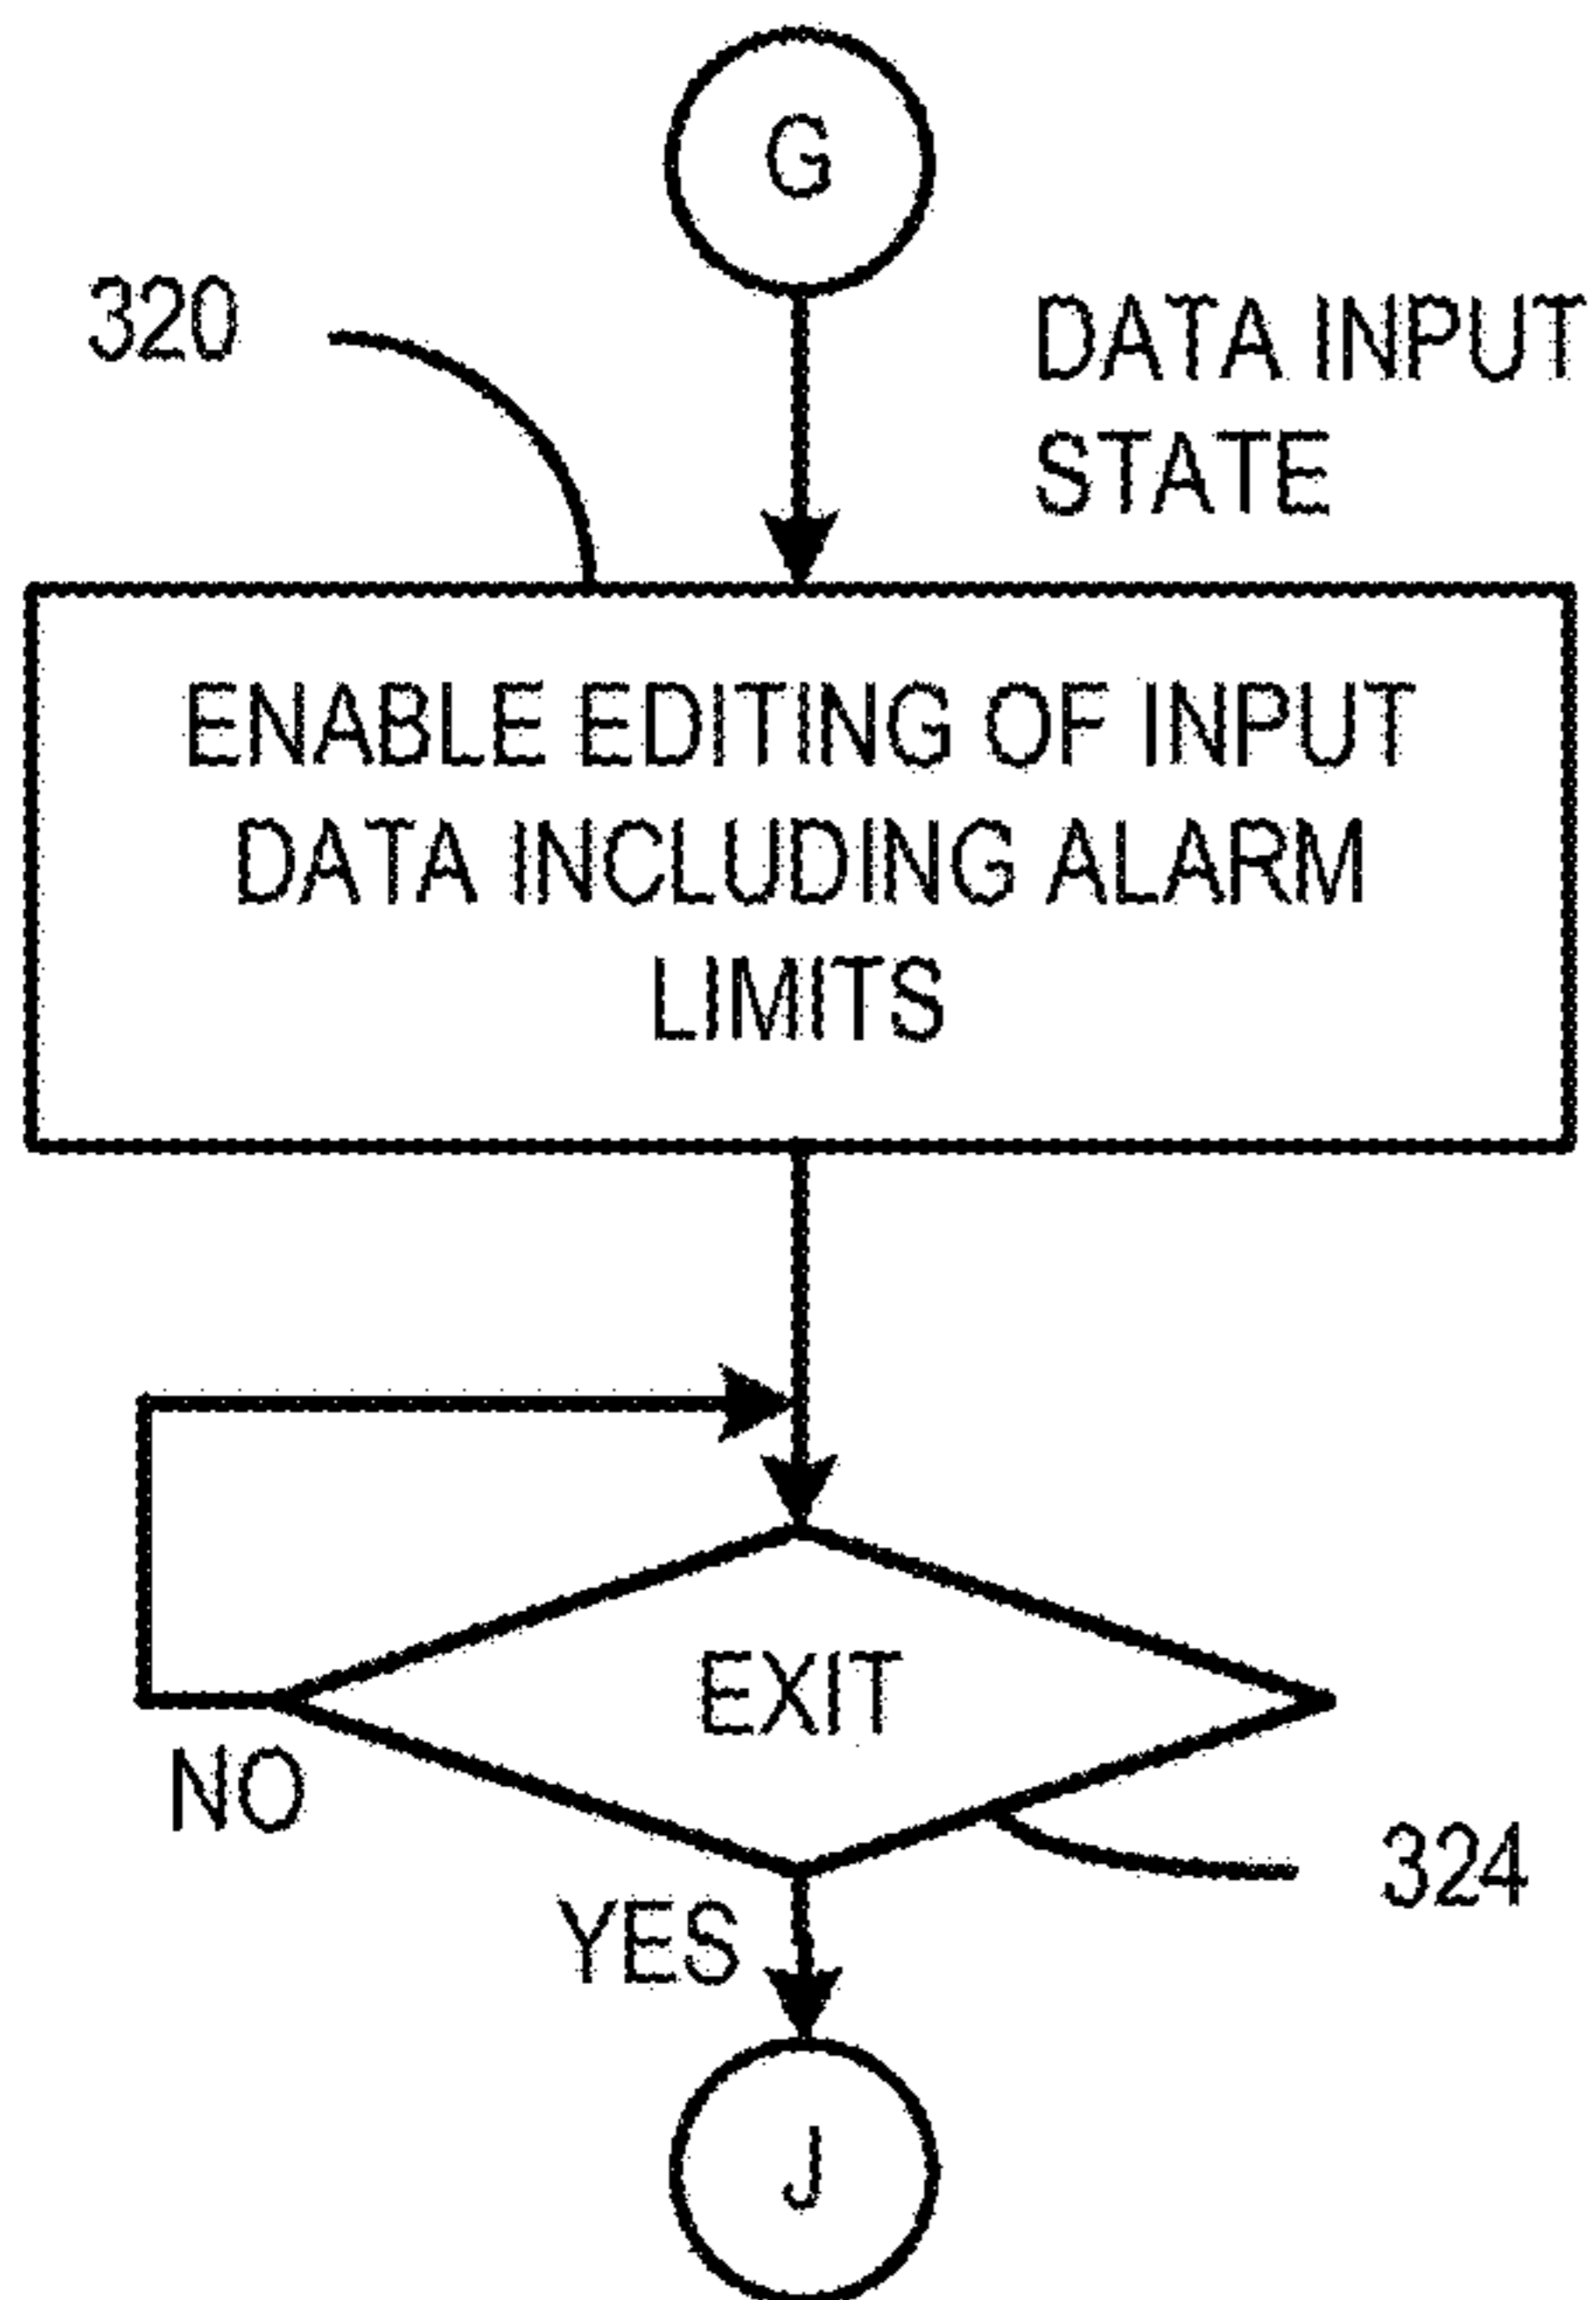 G
320
DATA INPUT
STATE
ENABLE EDITING OF INPUT
DATA INCLUDING ALARM
LIMITS
EXIT
NO
324
YES
J